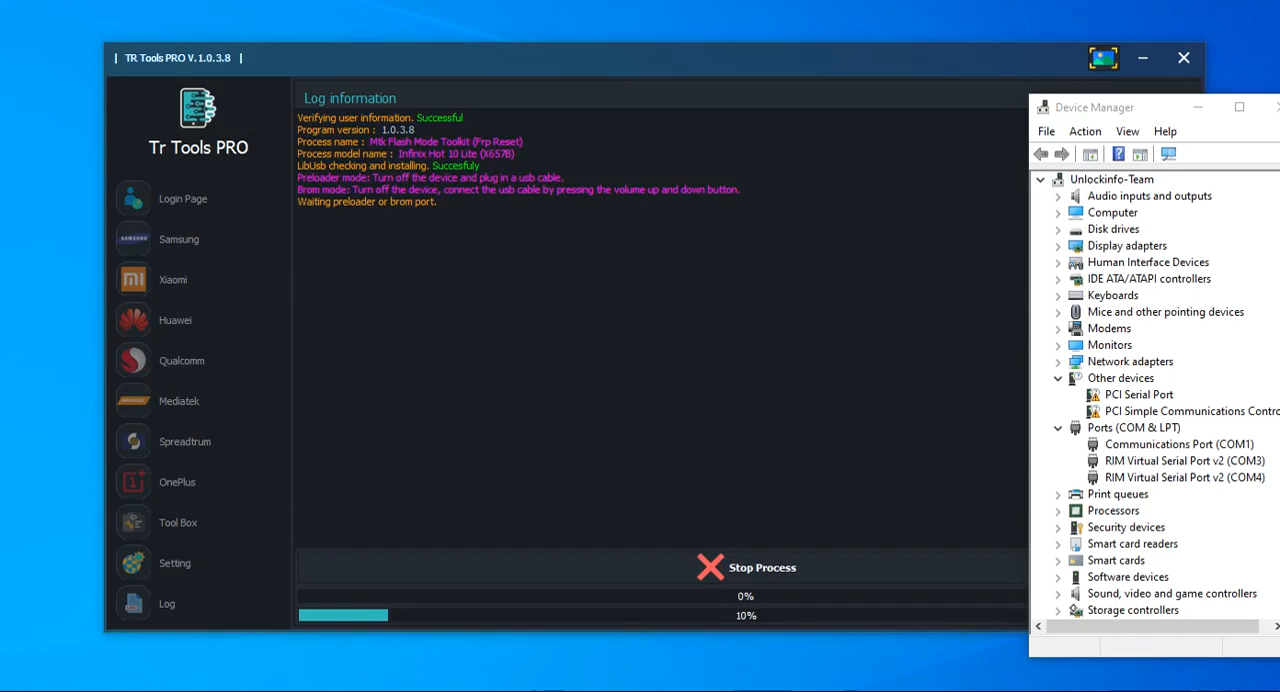 | TR Tools PRO V.1.0.3.8 |
Tr Tools PRO
Login Page
SAMSUNG
Samsung
Xiaomi
Huawei
Qualcomm
Mediatek
Spreadtrum
OnePlus
Tool Box
Setting
Log
Log information
Verifying user information. Successful
Program version : 1.0.3.8
Process name : Mtk Flash Mode Toolkit (Frp Reset)
Process model name : Infinix Hot 10 Lite (X657B)
LibUsb checking and installing. Succesfuly
Preloader mode: Turn off the device and plug in a usb cable.
Brom mode: Turn off the device, connect the usb cable by pressing the volume up and down button.
Waiting preloader or brom port.
Stop Process
0%
10%
Device Manager
File Action View Help
Unlockinfo-Team
Audio inputs and outputs
Computer
Disk drives
Display adapters
Human Interface Devices
IDE ATA/ATAPI controllers
Keyboards
Mice and other pointing devices
Modems
Monitors
Network adapters
Other devices
PCI Serial Port
PCI Simple Communications Contro
Ports (COM & LPT)
Communications Port (COM1)
RIM Virtual Serial Port v2 (COM3)
RIM Virtual Serial Port v2 (COM4)
Print queues
Processors
Security devices
Smart card readers
Smart cards
Software devices
Sound, video and game controllers
Storage controllers